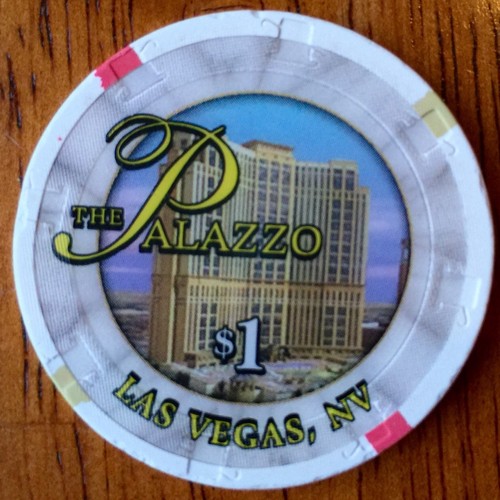 THE PALAZZO
$1
LAS VEGAS, NV